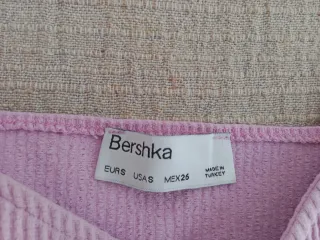 Bershka
EUR S USA S MEX 26 MADE IN
TURKEY